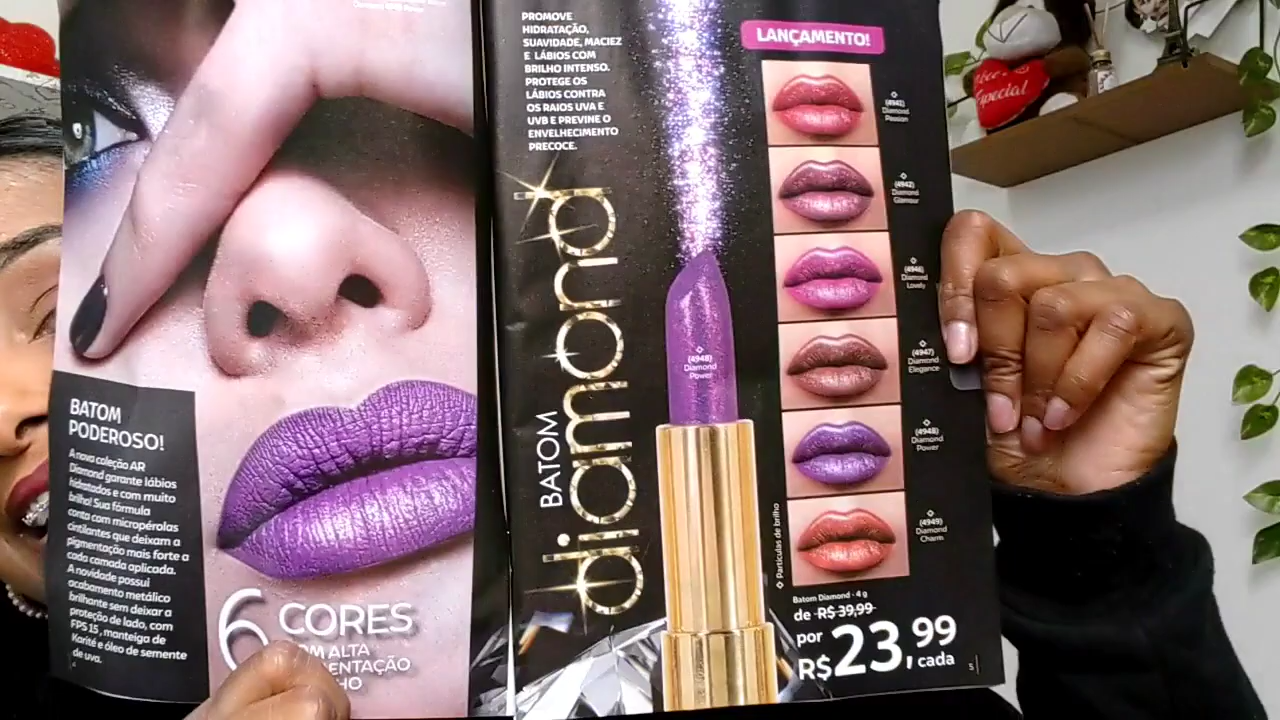 BATOM
PODEROSO!
A nova coleção AR
Diamond garante lábios
hidratados e com muito
brilho! Sua fórmula
conta com micropérolas
cintilantes que deixam a
pigmentação mais forte a
cada camada aplicada.
A novidade possui
acabamento metálico
brilhante sem deixar a
proteção de lado, com
FPS 15, manteiga de
Karité e óleo de semente
de uva.
6 CORES
OM ALTA
MENTAÇÃO
HO
PROMOVE
HIDRATAÇÃO,
SUAVIDADE, MACIEZ
E LÁBIOS COM
BRILHO INTENSO.
PROTEGE OS
LÁBIOS CONTRA
OS RAIOS UVA E
UVB E PREVINE O
ENVELHECIMENTO
PRECOCE.
BATOM
diamond
(4948)
Diamond
Power
LANÇAMENTO!
(4941)
Diamond
Passion
(4942)
Diamond
Glamour
(4946)
Diamond
Lovely
(4947)
Diamond
Elegance
(4948)
Diamond
Power
(4949)
Diamond
Charm
Partículas de brilho
Batom Diamond - 4 g
de R$ 39,99
por
R$ 23,99
cada
5
Especial